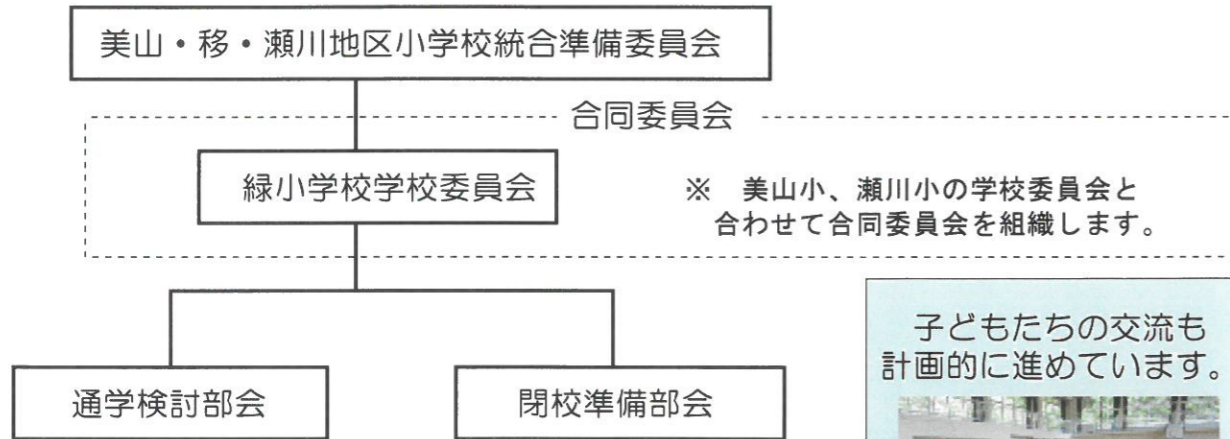 美山・移・瀬川地区小学校統合準備委員会
合同委員会
緑小学校学校委員会
※　美山小、瀬川小の学校委員会と
合わせて合同委員会を組織します。
子どもたちの交流も
計画的に進めています。
通学検討部会
閉校準備部会